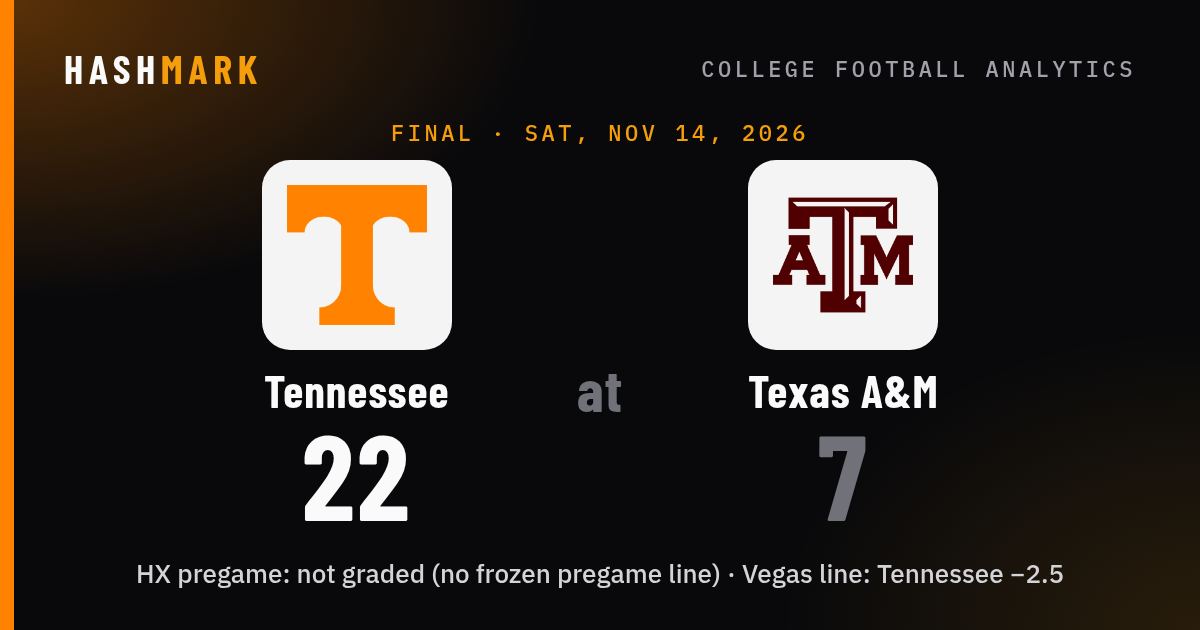 HASHMARK
COLLEGE FOOTBALL ANALYTICS
FINAL · SAT, NOV 14, 2026
T
ATM
Tennessee at Texas A&M
22 7
HX pregame: not graded (no frozen pregame line) · Vegas line: Tennessee −2.5